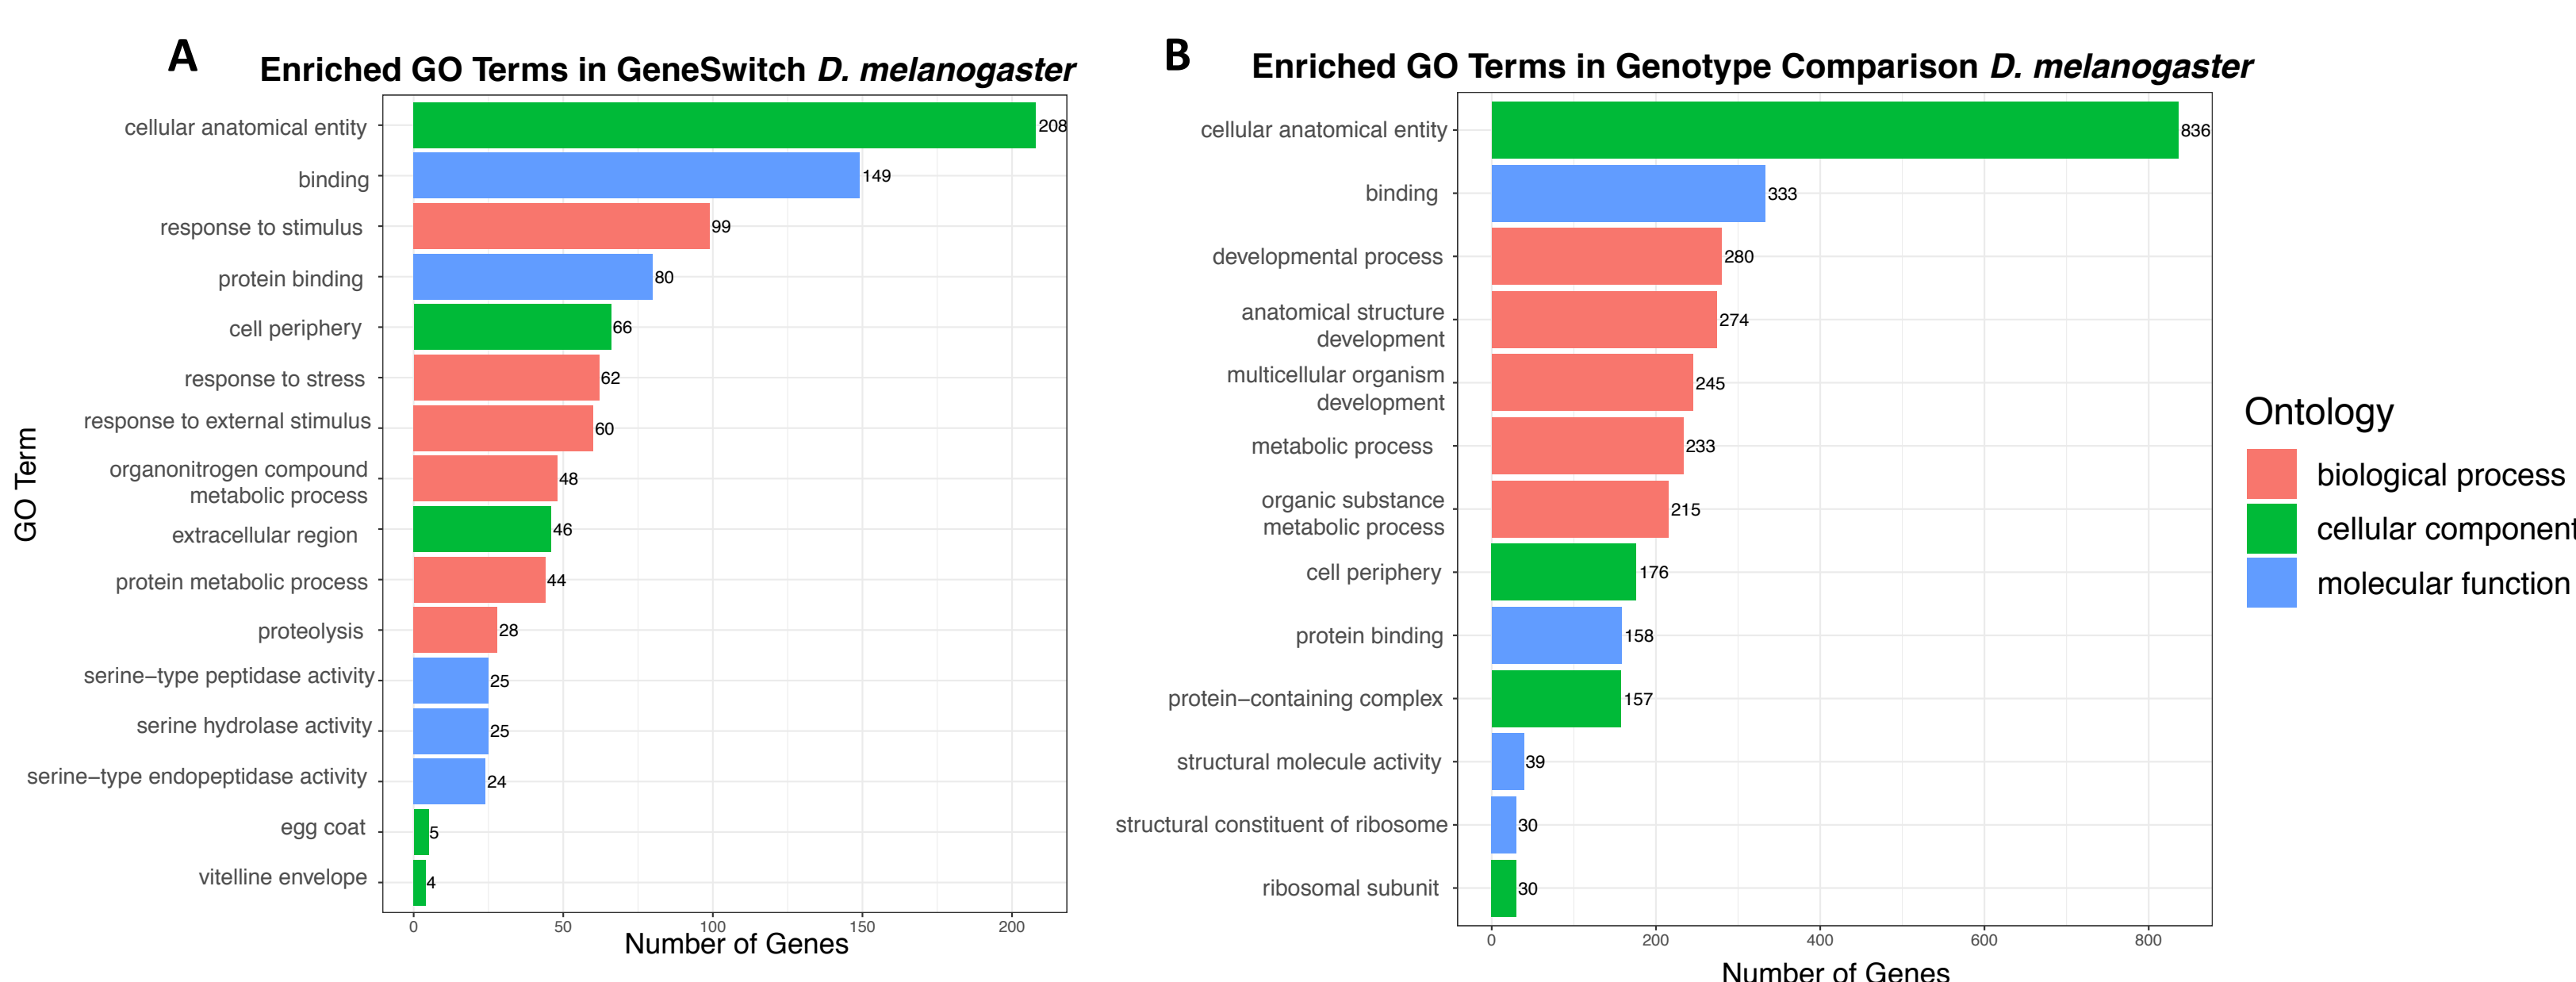 A
Enriched GO Terms in GeneSwitch D. melanogaster
GO Term
cellular anatomical entity
208
binding
149
response to stimulus
99
protein binding
80
cell periphery
66
response to stress
62
response to external stimulus
60
organonitrogen compound
metabolic process
48
extracellular region
46
protein metabolic process
44
proteolysis
28
serine−type peptidase activity
25
serine hydrolase activity
25
serine−type endopeptidase activity
24
egg coat
5
vitelline envelope
4
0
50
100
150
200
Number of Genes
B
Enriched GO Terms in Genotype Comparison D. melanogaster
cellular anatomical entity
836
binding
333
developmental process
280
anatomical structure
development
274
multicellular organism
development
245
metabolic process
233
organic substance
metabolic process
215
cell periphery
176
protein binding
158
protein−containing complex
157
structural molecule activity
39
structural constituent of ribosome
30
ribosomal subunit
30
0
200
400
600
800
Number of Genes
Ontology
biological process
cellular component
molecular function